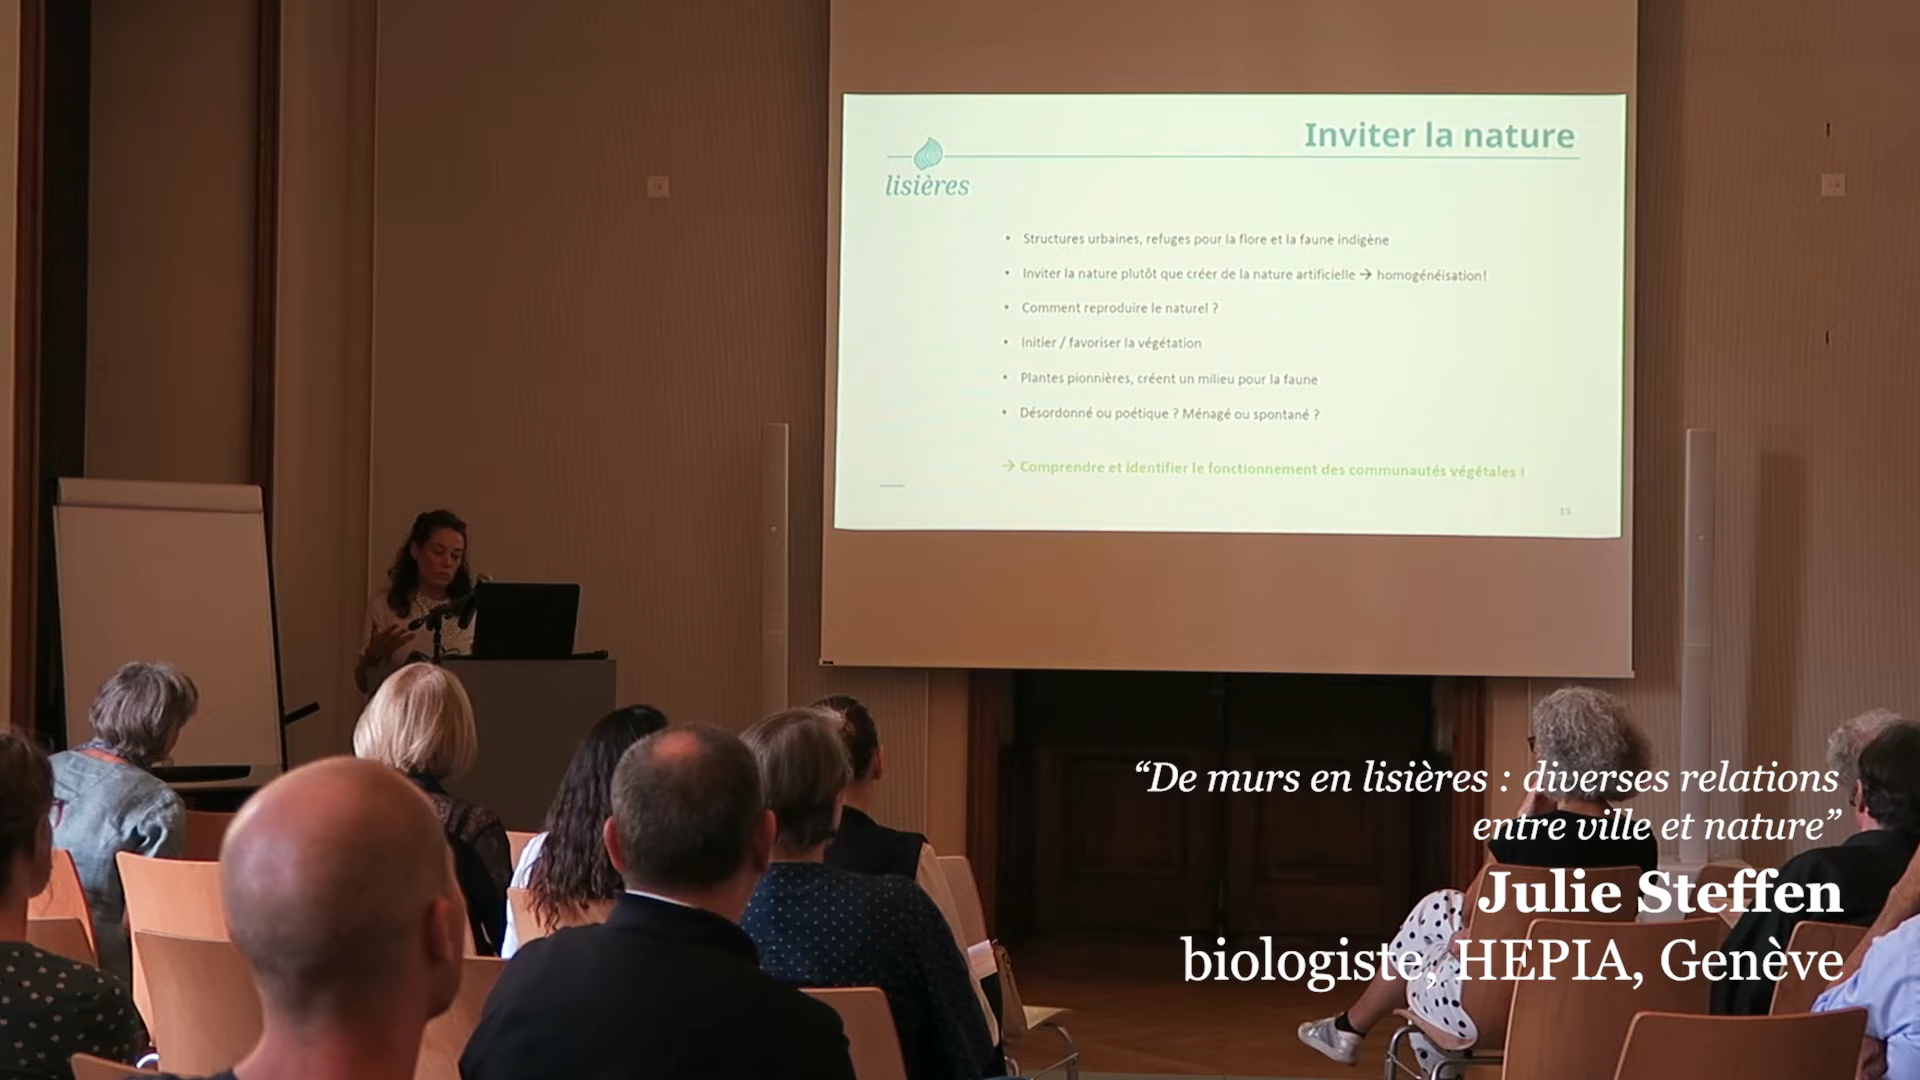 Inviter la nature
lisières
• Structures urbaines, refuges pour la flore et la faune indigène
• Inviter la nature plutôt que créer de la nature artificielle → homogénéisation!
• Comment reproduire le naturel ?
• Initier / favoriser la végétation
• Plantes pionnières, créent un milieu pour la faune
• Désordonné ou poétique ? Ménagé ou spontané ?
→ Comprendre et identifier le fonctionnement des communautés végétales !
15
“De murs en lisières : diverses relations
entre ville et nature”
Julie Steffen
biologiste, HEPIA, Genève